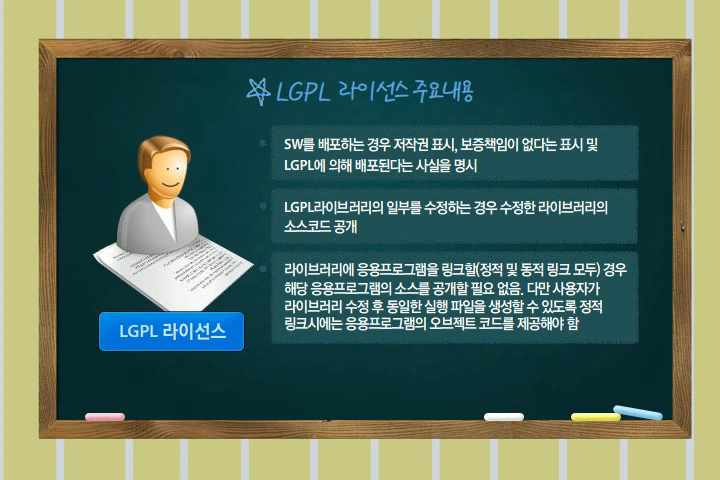 LGPL 라이선스 주요내용
SW를 배포하는 경우 저작권 표시, 보증책임이 없다는 표시 및
LGPL에 의해 배포된다는 사실을 명시
LGPL라이브러리의 일부를 수정하는 경우 수정한 라이브러리의
소스코드 공개
라이브러리에 응용프로그램을 링크할(정적 및 동적 링크 모두) 경우
해당 응용프로그램의 소스를 공개할 필요 없음. 다만 사용자가
라이브러리 수정 후 동일한 실행 파일을 생성할 수 있도록 정적
링크시에는 응용프로그램의 오브젝트 코드를 제공해야 함
LGPL 라이선스